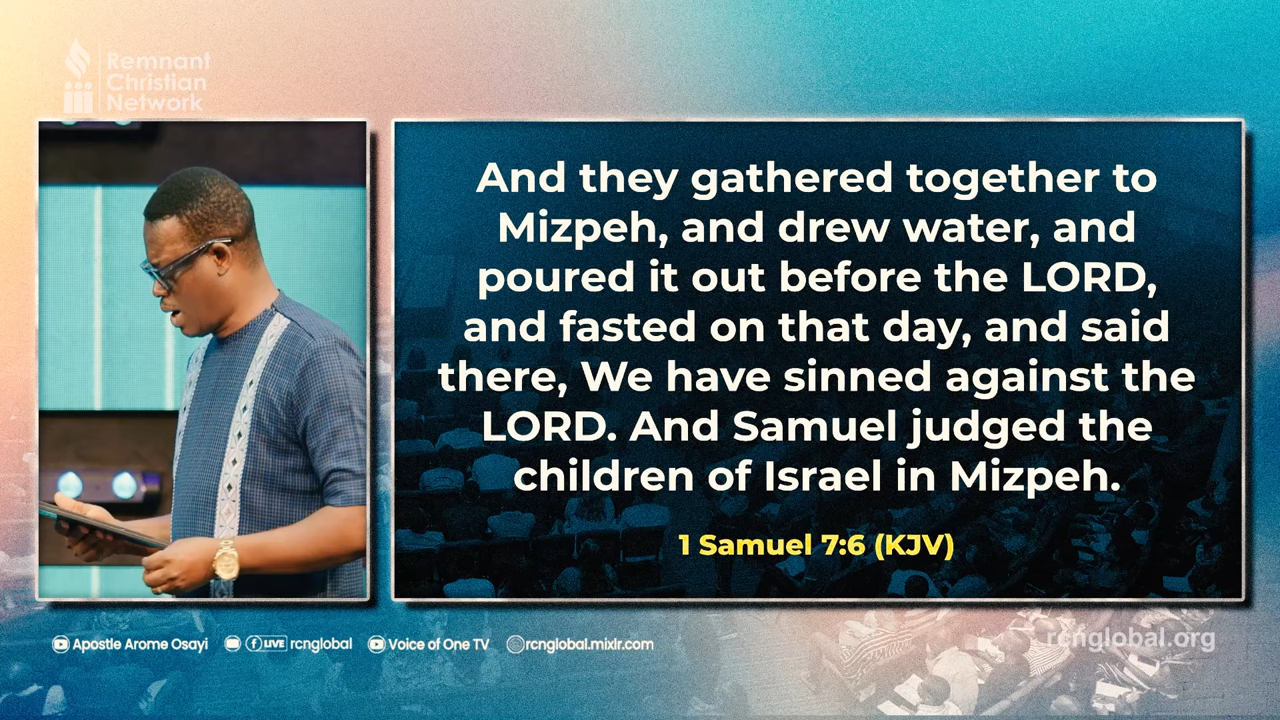 Remnant
Christian
Network
And they gathered together to
Mizpeh, and drew water, and
poured it out before the LORD,
and fasted on that day, and said
there, We have sinned against the
LORD. And Samuel judged the
children of Israel in Mizpeh.
1 Samuel 7:6 (KJV)
Apostle Arome Osayi LIVE rcnglobal Voice of One TV rcnglobal.mixlr.com
rcnglobal.org